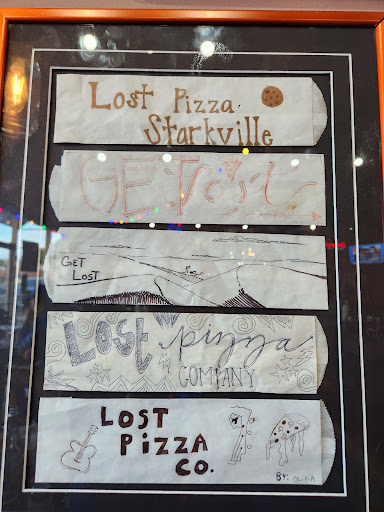 Lost Pizza
Starkville
GET Lost
GET
LOST
Lost pizza
COMPANY
LOST
PIZZA
CO.
BY: OLIVIA